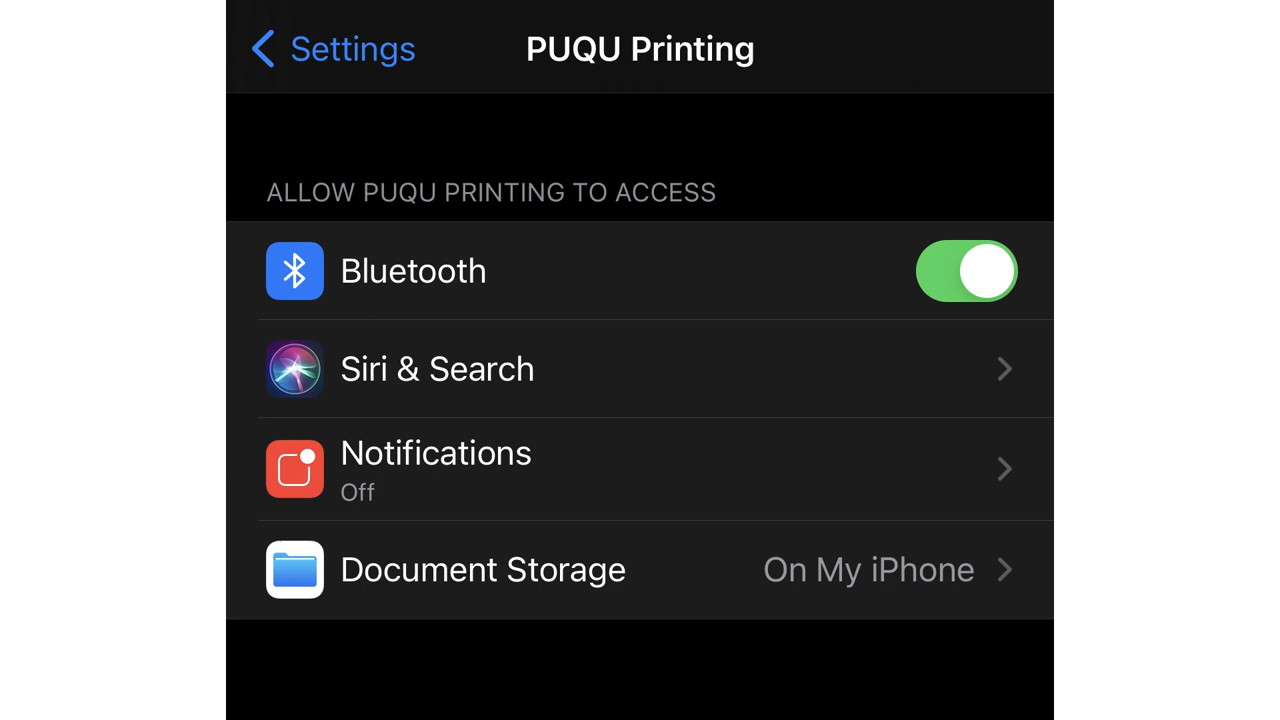 Settings
PUQU Printing
ALLOW PUQU PRINTING TO ACCESS
Bluetooth
Siri & Search
Notifications
Off
Document Storage On My iPhone